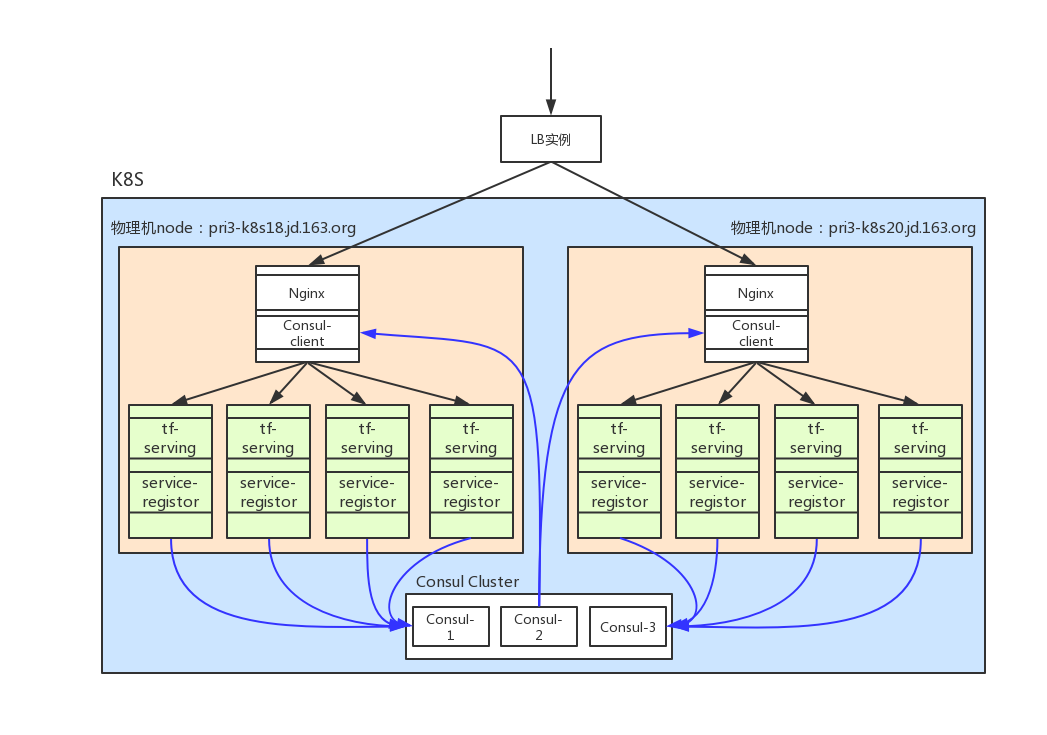 LB实例
K8S
物理机node：pri3-k8s18.jd.163.org
物理机node：pri3-k8s20.jd.163.org
Nginx
Consul-
client
Nginx
Consul-
client
tf-
serving
service-
registor
tf-
serving
service-
registor
tf-
serving
service-
registor
tf-
serving
service-
registor
tf-
serving
service-
registor
tf-
serving
service-
registor
tf-
serving
service-
registor
tf-
serving
service-
registor
Consul Cluster
Consul-
1
Consul-
2
Consul-3